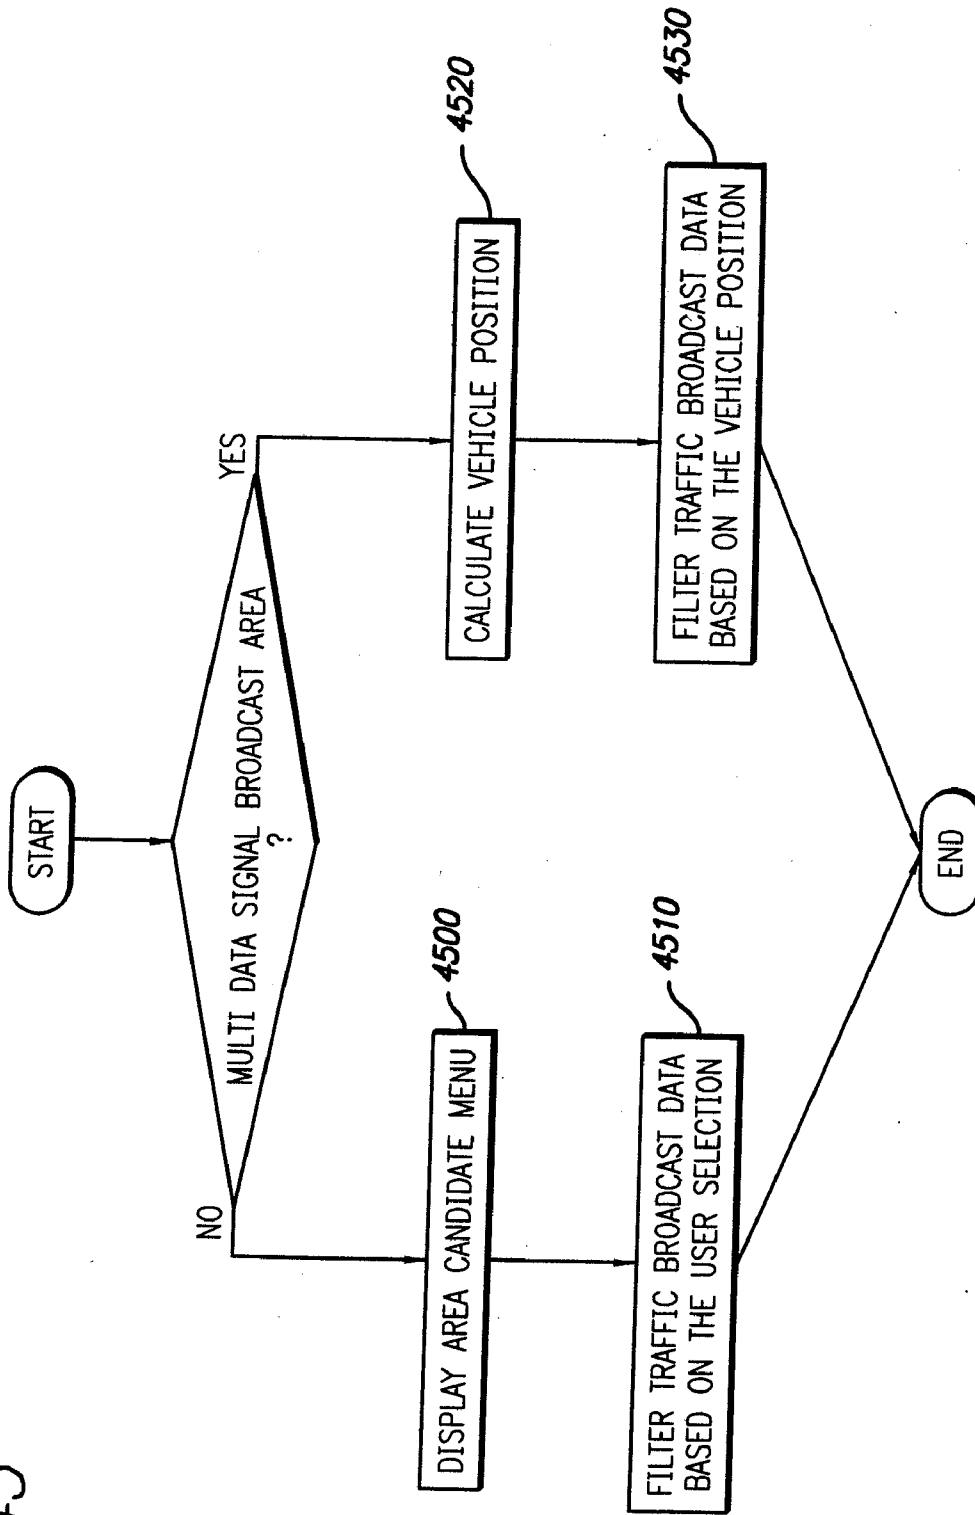 START
MULTI DATA SIGNAL BROADCAST AREA
?
NO
YES
DISPLAY AREA CANDIDATE MENU
4500
CALCULATE VEHICLE POSITION
4520
FILTER TRAFFIC BROADCAST DATA
BASED ON THE USER SELECTION
4510
FILTER TRAFFIC BROADCAST DATA
BASED ON THE VEHICLE POSITION
4530
END